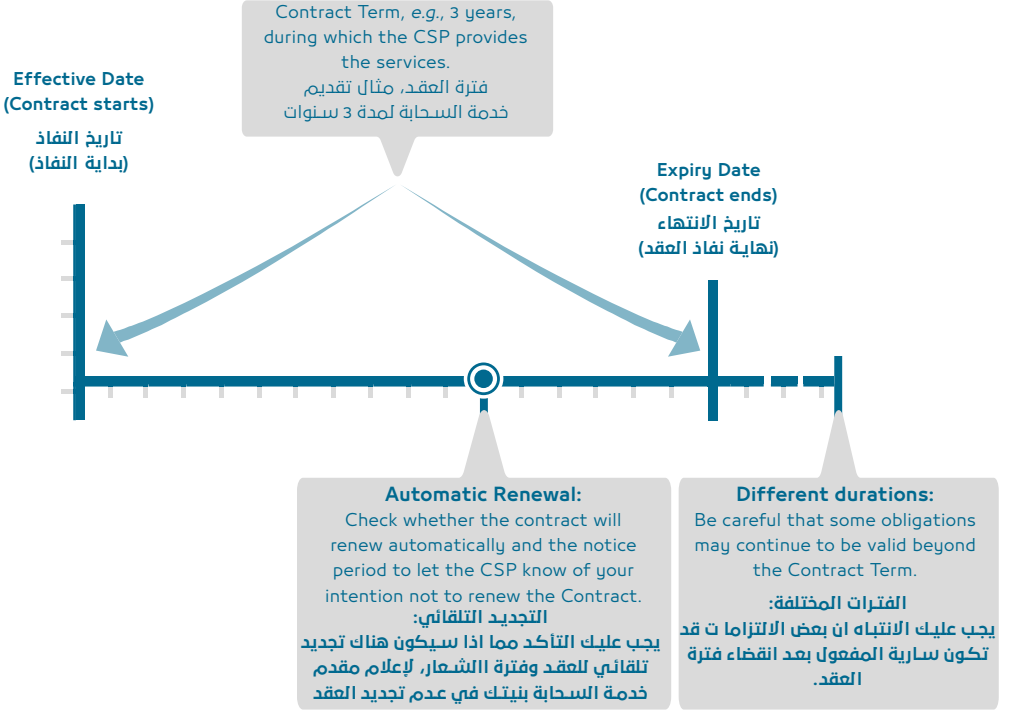 Contract Term, e.g., 3 years,
during which the CSP provides
the services.
فترة العقد، مثال تقديم
خدمة السحابة لمدة 3 سنوات
Effective Date
(Contract starts)
تاريخ النفاذ
(بداية النفاذ)
Expiry Date
(Contract ends)
تاريخ الانتهاء
(نهاية نفاذ العقد)
Automatic Renewal:
Check whether the contract will
renew automatically and the notice
period to let the CSP know of your
intention not to renew the Contract.
التجديد التلقائي:
يجب عليك التأكد مما اذا سيكون هناك تجديد
تلقائي للعقد وفترة االشعار، لإعلام مقدم
خدمة السحابة بنيتك في عدم تجديد العقد
Different durations:
Be careful that some obligations
may continue to be valid beyond
the Contract Term.
الفترات المختلفة:
يجب عليك الانتباه ان بعض الالتزاما ت قد
تكون سارية المفعول بعد انقضاء فترة
العقد.